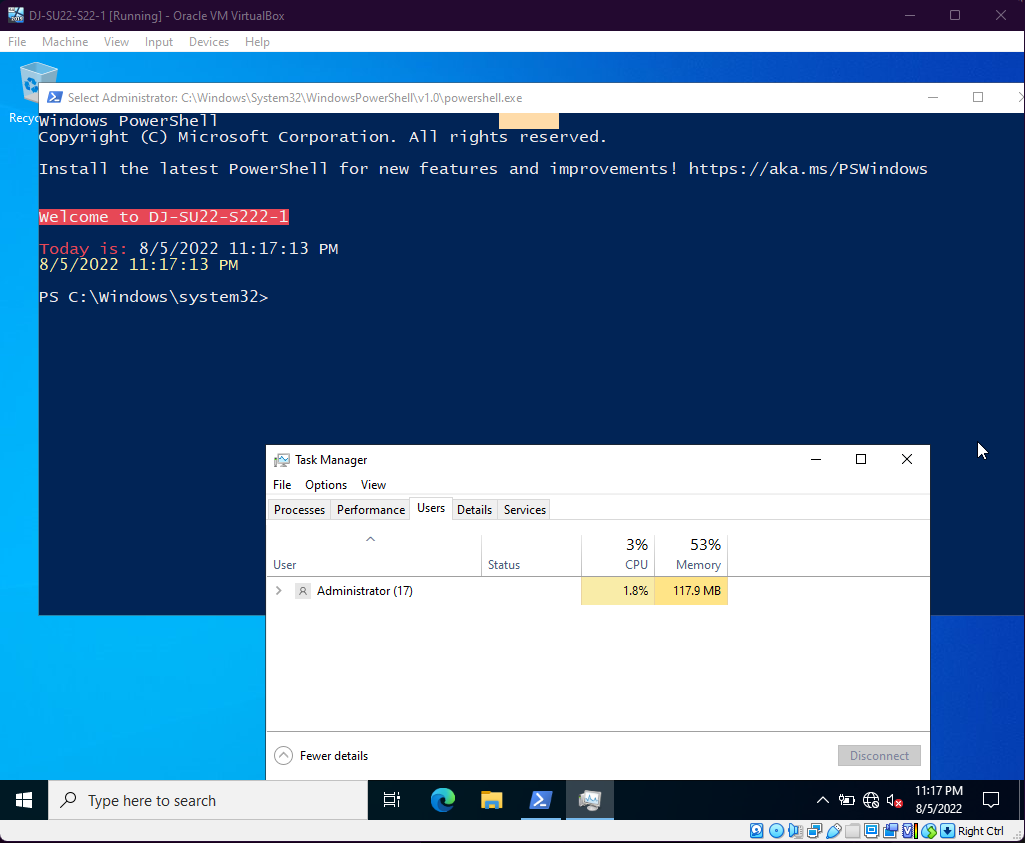 DJ-SU22-S22-1 [Running] - Oracle VM VirtualBox
File Machine View Input Devices Help
Select Administrator: C:\Windows\System32\WindowsPowerShell\v1.0\powershell.exe
Recyc
Windows PowerShell
Copyright (C) Microsoft Corporation. All rights reserved.
Install the latest PowerShell for new features and improvements! https://aka.ms/PSWindows
Welcome to DJ-SU22-S222-1
Today is: 8/5/2022 11:17:13 PM
8/5/2022 11:17:13 PM
PS C:\Windows\system32>
Task Manager
File Options View
Processes Performance Users Details Services
3% 53%
User Status CPU Memory
Administrator (17) 1.8% 117.9 MB
Fewer details Disconnect
Type here to search
11:17 PM
8/5/2022
Right Ctrl